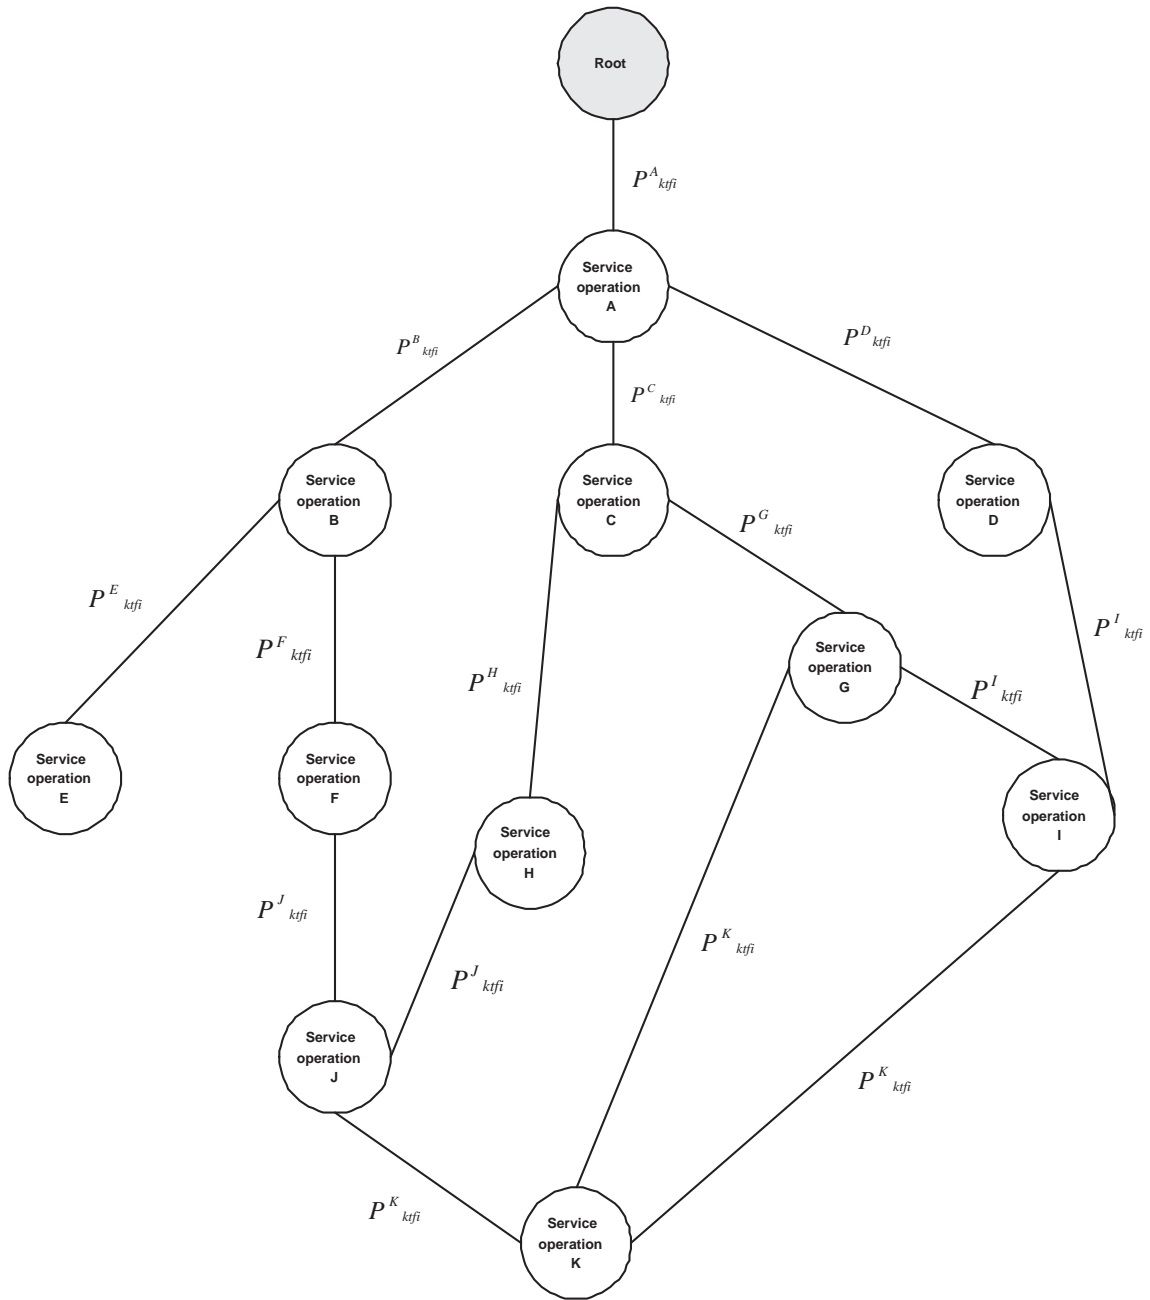 Root
P^A_ktfi
Service
operation
A
P^B_ktfi
P^D_ktfi
P^C_ktfi
Service
operation
B
Service
operation
C
Service
operation
D
P^G_ktfi
P^E_ktfi
P^F_ktfi
P^I_ktfi
Service
operation
G
P^H_ktfi
P^I_ktfi
Service
operation
E
Service
operation
F
Service
operation
I
Service
operation
H
P^J_ktfi
P^K_ktfi
P^J_ktfi
Service
operation
J
P^K_ktfi
P^K_ktfi
Service
operation
K